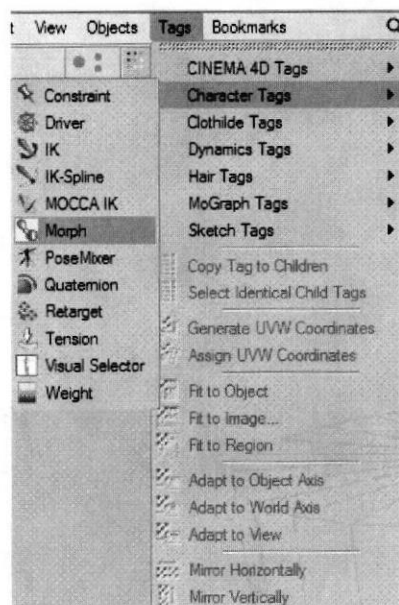 View Objects Tags Bookmarks
CINEMA 4D Tags
Character Tags
Clothilde Tags
Dynamics Tags
Hair Tags
MoGraph Tags
Sketch Tags
Copy Tag to Children
Select Identical Child Tags
Generate UVW Coordinates
Assign UVW Coordinates
Fit to Object
Fit to Image...
Fit to Region
Adapt to Object Axis
Adapt to World Axis
Adapt to View
Mirror Horizontally
Mirror Vertically
Constraint
Driver
IK
IK-Spline
MOCCA IK
Morph
PoseMixer
Quaternion
Retarget
Tension
Visual Selector
Weight